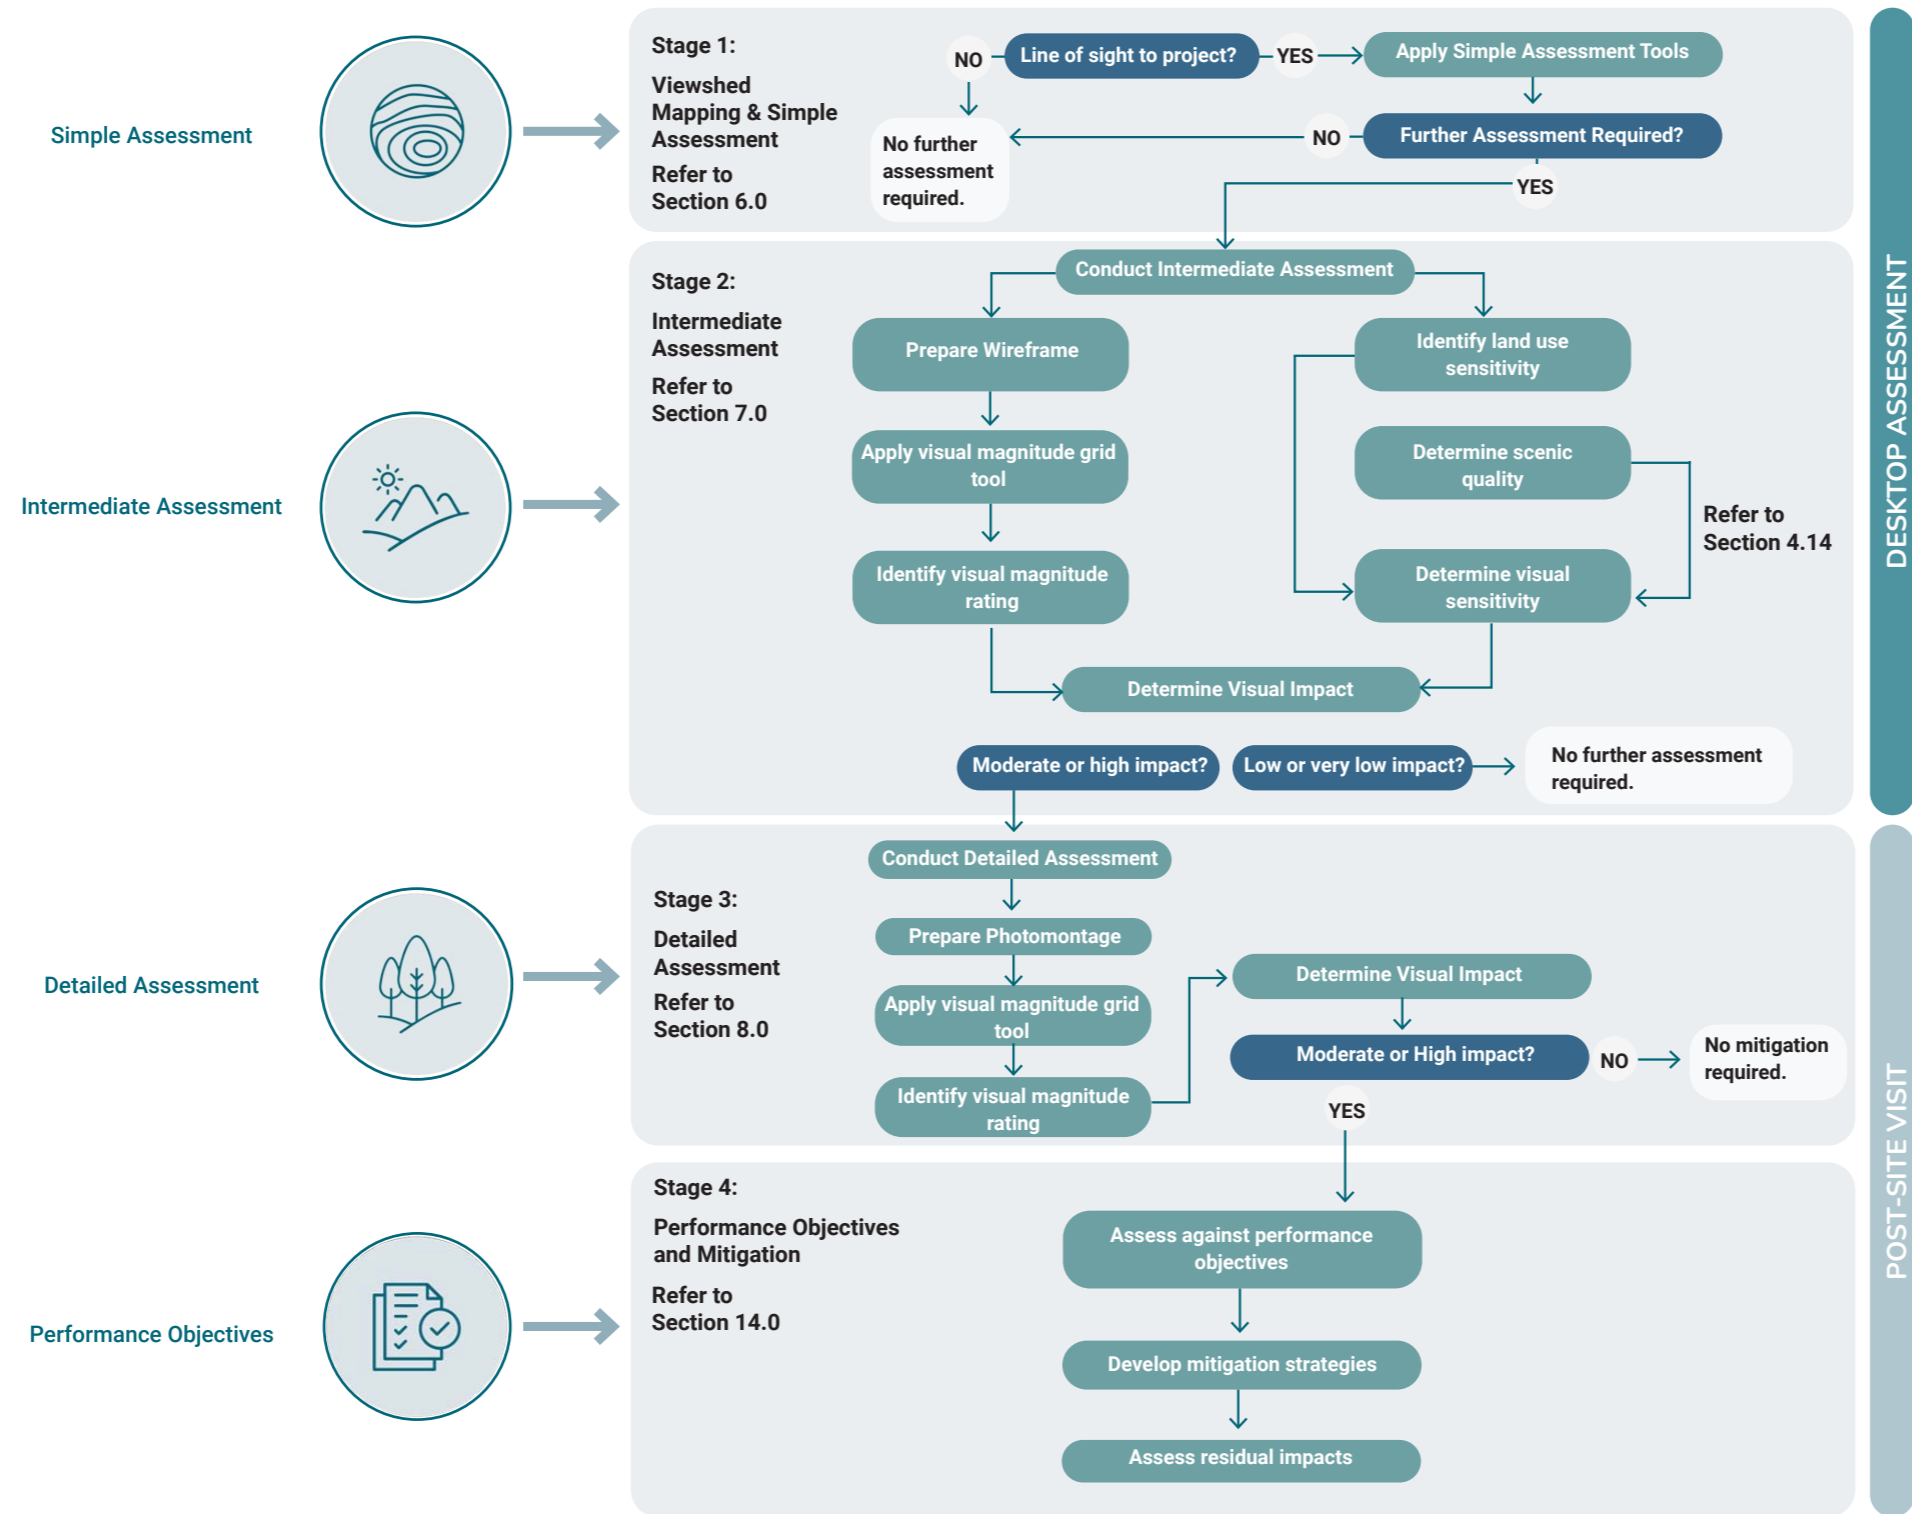 Simple Assessment
Stage 1:
Viewshed
Mapping & Simple
Assessment
Refer to
Section 6.0
NO
Line of sight to project?
YES
Apply Simple Assessment Tools
No further
assessment
required.
NO
Further Assessment Required?
YES
Intermediate Assessment
Stage 2:
Intermediate
Assessment
Refer to
Section 7.0
Conduct Intermediate Assessment
Prepare Wireframe
Apply visual magnitude grid
tool
Identify visual magnitude
rating
Identify land use
sensitivity
Determine scenic
quality
Refer to
Section 4.14
Determine visual
sensitivity
Determine Visual Impact
Moderate or high impact?
Low or very low impact?
No further assessment
required.
DESKTOP ASSESSMENT
Detailed Assessment
Stage 3:
Detailed
Assessment
Refer to
Section 8.0
Conduct Detailed Assessment
Prepare Photomontage
Apply visual magnitude grid
tool
Identify visual magnitude
rating
Determine Visual Impact
Moderate or High impact?
NO
No mitigation
required.
YES
Performance Objectives
Stage 4:
Performance Objectives
and Mitigation
Refer to
Section 14.0
Assess against performance
objectives
Develop mitigation strategies
Assess residual impacts
POST-SITE VISIT